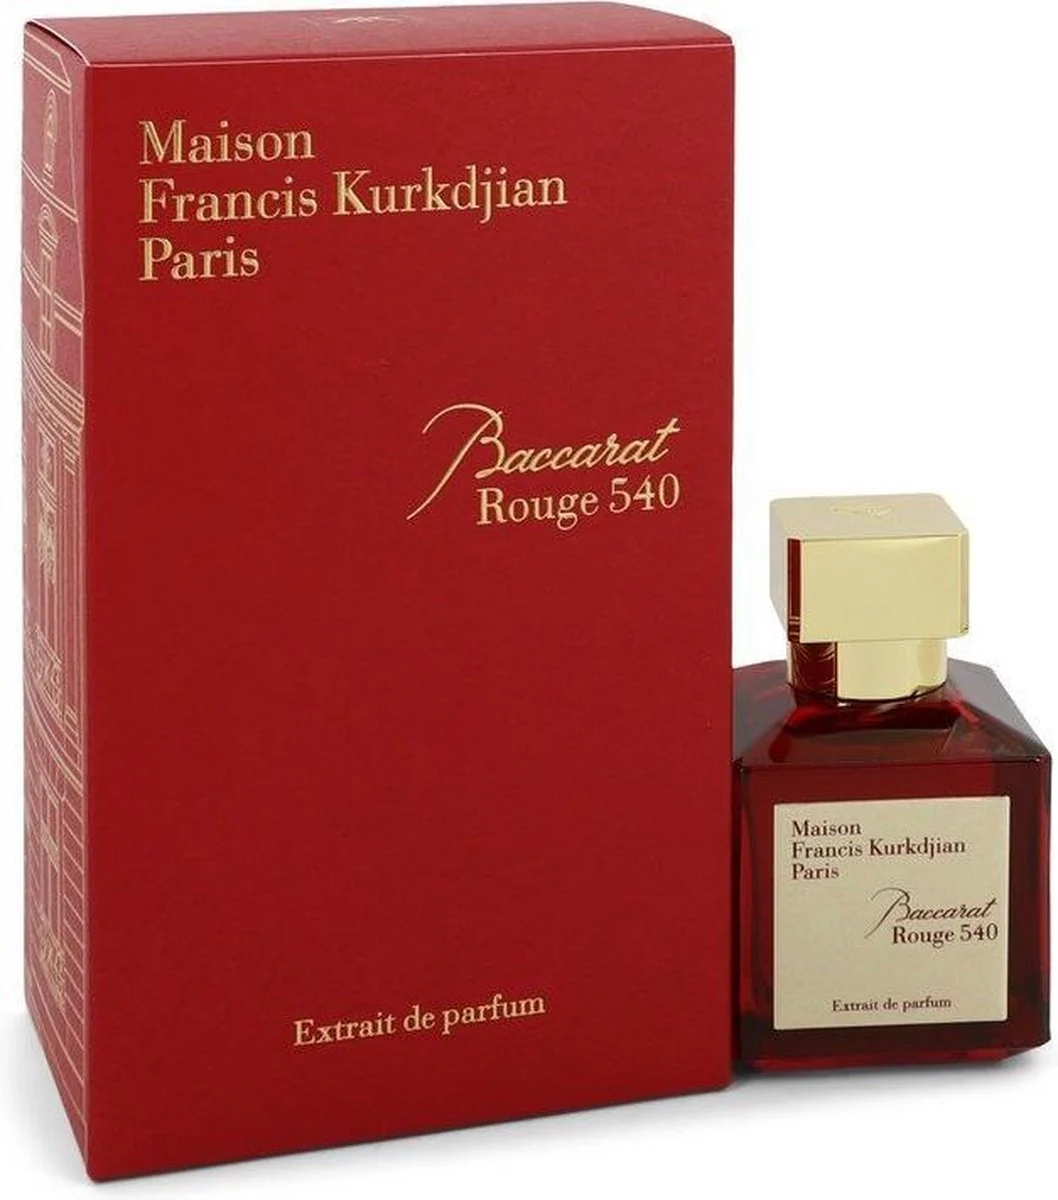 Maison
Francis Kurkdjian
Paris
Baccarat
Rouge 540
Extrait de parfum
Maison
Francis Kurkdjian
Paris
Baccarat
Rouge 540
Extrait de parfum